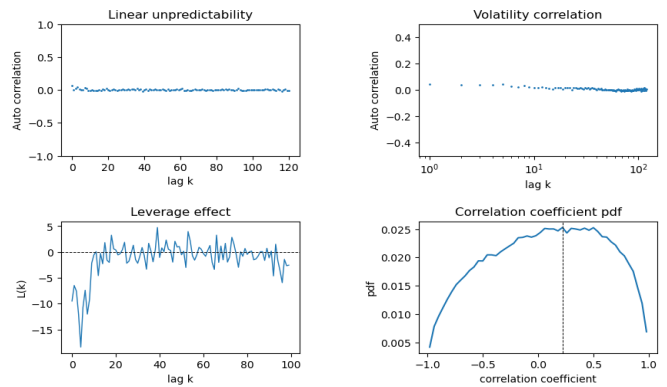 Linear unpredictability
Auto correlation
1.0
0.5
0.0
−0.5
−1.0
0 20 40 60 80 100 120
lag k
Volatility correlation
Auto correlation
0.4
0.2
0.0
−0.2
−0.4
10⁰ 10¹ 10²
lag k
Leverage effect
L(k)
5
0
−5
−10
−15
0 20 40 60 80 100
lag k
Correlation coefficient pdf
pdf
0.025
0.020
0.015
0.010
0.005
−1.0 −0.5 0.0 0.5 1.0
correlation coefficient